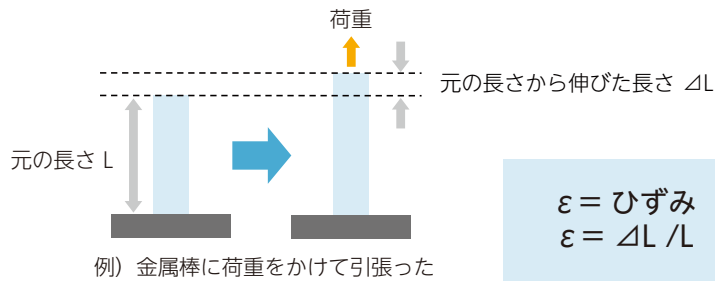 荷重
元の長さから伸びた長さ ⊿L
元の長さ L
ε = ひずみ
ε = ⊿L /L
例）金属棒に荷重をかけて引張った